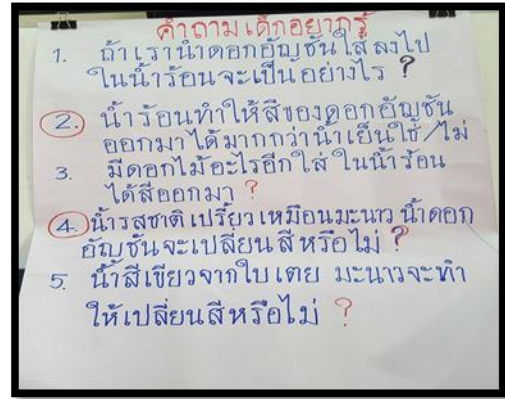 คำถามเด็กอยากรู้
1. ถ้าเรานำดอกอัญชันใส่ลงไป
ในน้ำร้อนจะเป็นอย่างไร ?
2. น้ำร้อนทำให้สีของดอกอัญชัน
ออกมาได้มากกว่าน้ำเย็นใช่/ไม่
3. มีดอกไม้อะไรอีกใส่ในน้ำร้อน
ได้สีออกมา ?
4. น้ำรสชาติเปรี้ยวเหมือนมะนาว น้ำดอก
อัญชันจะเปลี่ยนสีหรือไม่ ?
5. น้ำสีเขียวจากใบเตย มะนาวจะทำ
ให้เปลี่ยนสีหรือไม่ ?